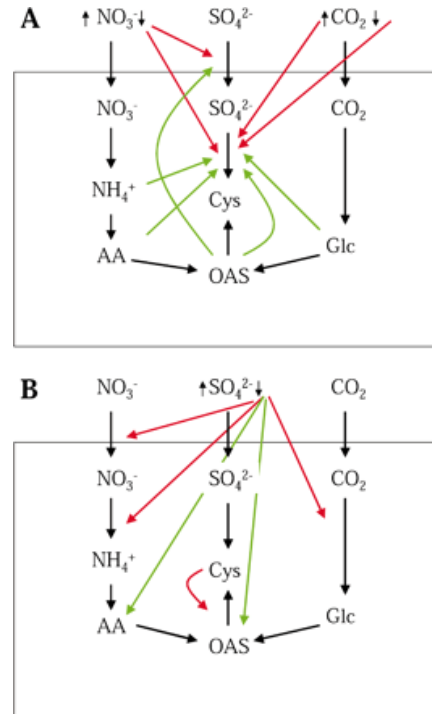 A
↑ NO₃⁻↓ SO₄²⁻ ↑CO₂ ↓
NO₃⁻ SO₄²⁻ CO₂
NH₄⁺ Cys
AA OAS Glc
B
NO₃⁻ ↑SO₄²⁻↓ CO₂
NO₃⁻ SO₄²⁻ CO₂
NH₄⁺ Cys
AA OAS Glc